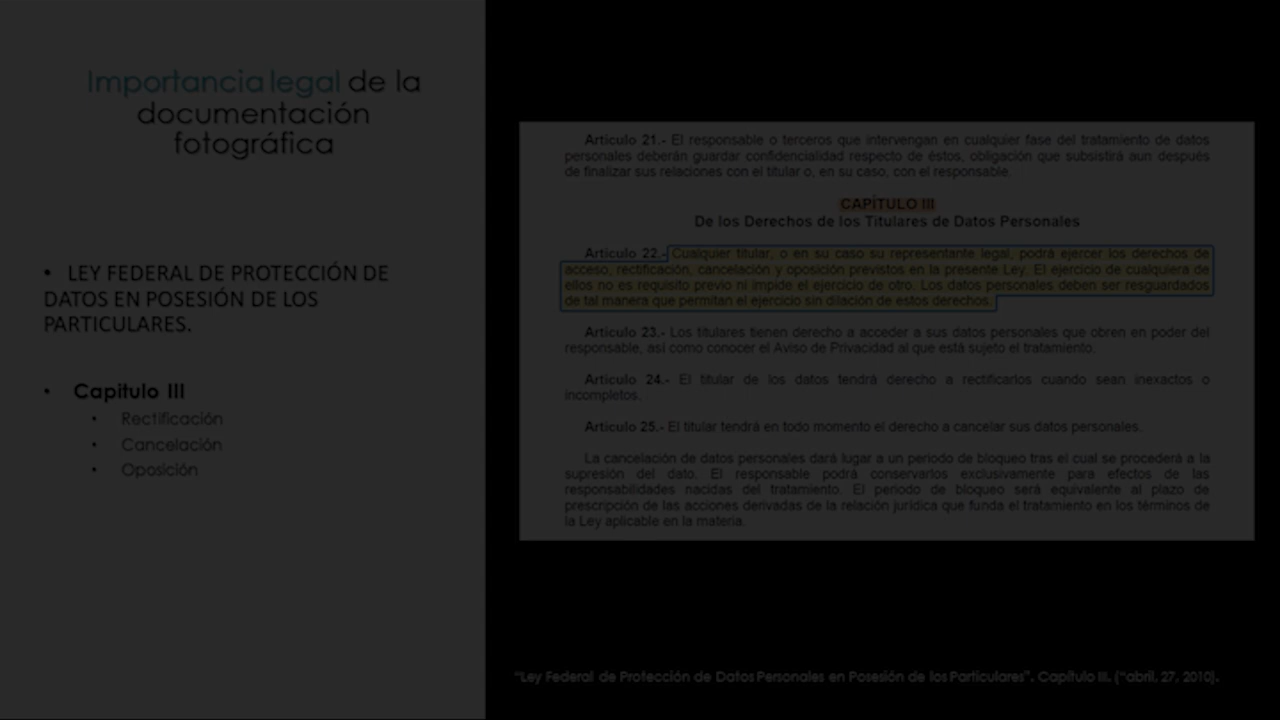 Importancia legal de la
documentación
fotográfica
• LEY FEDERAL DE PROTECCIÓN DE
DATOS EN POSESIÓN DE LOS
PARTICULARES.
• Capitulo III
• Rectificación
• Cancelación
• Oposición
Artículo 21.- El responsable o terceros que intervengan en cualquier fase del tratamiento de datos
personales deberán guardar confidencialidad respecto de éstos, obligación que subsistirá aun después
de finalizar sus relaciones con el titular o, en su caso, con el responsable.
CAPÍTULO III
De los Derechos de los Titulares de Datos Personales
Artículo 22.- Cualquier titular, o en su caso su representante legal, podrá ejercer los derechos de
acceso, rectificación, cancelación y oposición previstos en la presente Ley. El ejercicio de cualquiera de
ellos no es requisito previo ni impide el ejercicio de otro. Los datos personales deben ser resguardados
de tal manera que permitan el ejercicio sin dilación de estos derechos.
Artículo 23.- Los titulares tienen derecho a acceder a sus datos personales que obren en poder del
responsable, así como conocer el Aviso de Privacidad al que está sujeto el tratamiento.
Artículo 24.- El titular de los datos tendrá derecho a rectificarlos cuando sean inexactos o
incompletos.
Artículo 25.- El titular tendrá en todo momento el derecho a cancelar sus datos personales.
La cancelación de datos personales dará lugar a un periodo de bloqueo tras el cual se procederá a la
supresión del dato. El responsable podrá conservarlos exclusivamente para efectos de las
responsabilidades nacidas del tratamiento. El periodo de bloqueo será equivalente al plazo de
prescripción de las acciones derivadas de la relación jurídica que funda el tratamiento en los términos de
la Ley aplicable en la materia.
"Ley Federal de Protección de Datos Personales en Posesión de los Particulares". Capítulo III. ("abril, 27, 2010).